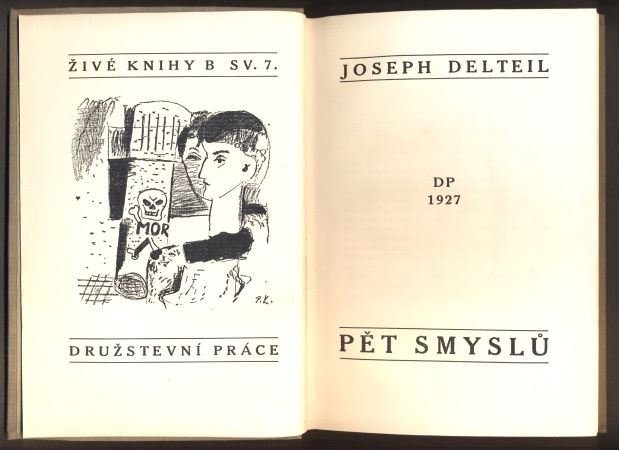 ŽIVÉ KNIHY B SV. 7.
MOR
P.K.
DRUŽSTEVNÍ PRÁCE
JOSEPH DELTEIL
DP
1927
PĚT SMYSLŮ